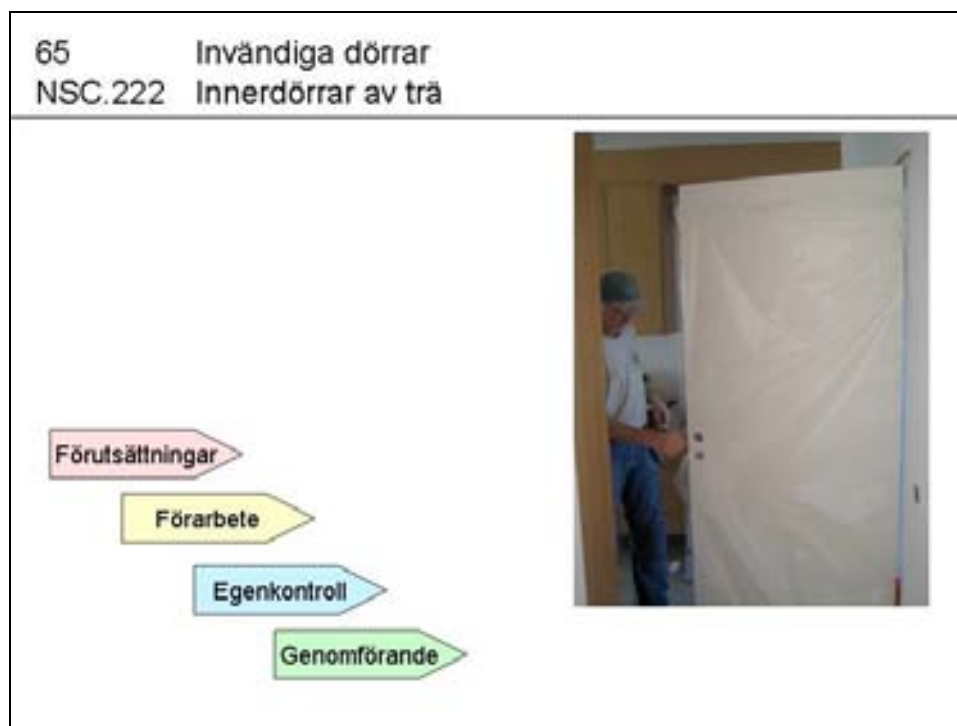 65 Invändiga dörrar
NSC.222 Innerdörrar av trä
Förutsättningar
Förarbete
Egenkontroll
Genomförande